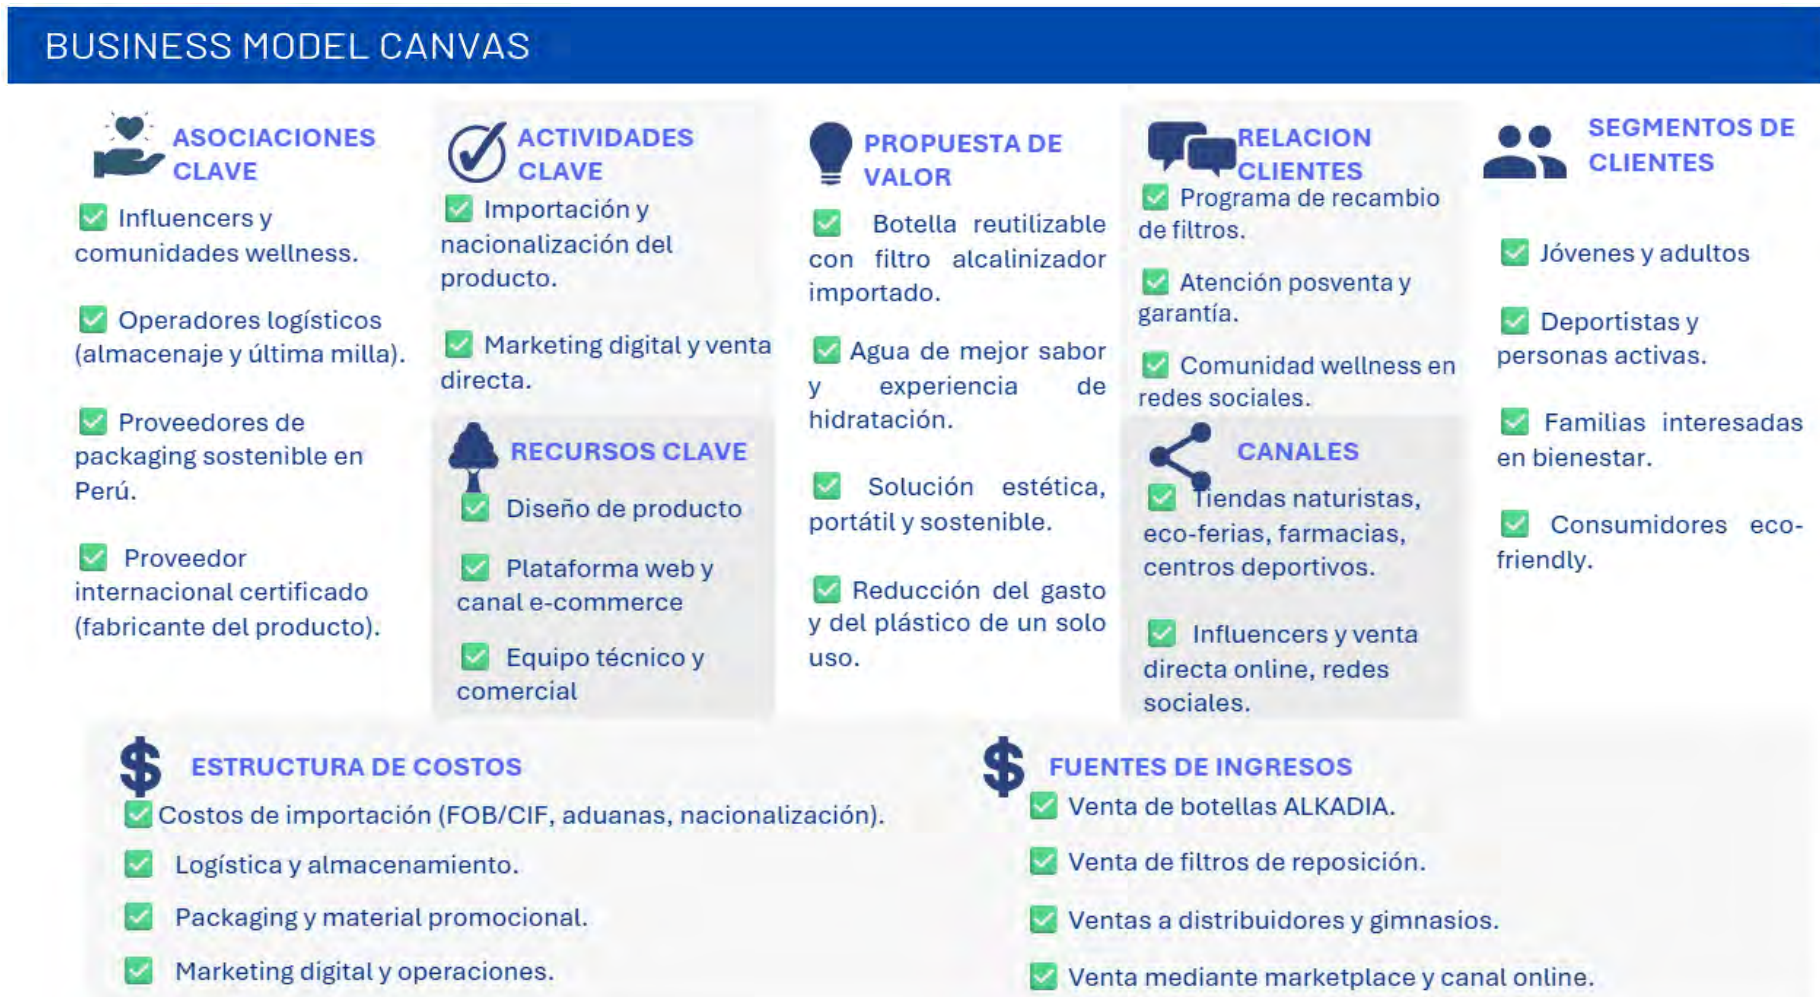 BUSINESS MODEL CANVAS
ASOCIACIONES
CLAVE
Influencers y
comunidades wellness.
Operadores logísticos
(almacenaje y última milla).
Proveedores de
packaging sostenible en
Perú.
Proveedor
internacional certificado
(fabricante del producto).
ACTIVIDADES
CLAVE
Importación y
nacionalización del
producto.
Marketing digital y venta
directa.
RECURSOS CLAVE
Diseño de producto
Plataforma web y
canal e-commerce
Equipo técnico y
comercial
PROPUESTA DE
VALOR
Botella reutilizable
con filtro alcalinizador
importado.
Agua de mejor sabor
y experiencia de
hidratación.
Solución estética,
portátil y sostenible.
Reducción del gasto
y del plástico de un solo
uso.
RELACION
CLIENTES
Programa de recambio
de filtros.
Atención posventa y
garantía.
Comunidad wellness en
redes sociales.
CANALES
Tiendas naturistas,
eco-ferias, farmacias,
centros deportivos.
Influencers y venta
directa online, redes
sociales.
SEGMENTOS DE
CLIENTES
Jóvenes y adultos
Deportistas y
personas activas.
Familias interesadas
en bienestar.
Consumidores eco-
friendly.
ESTRUCTURA DE COSTOS
Costos de importación (FOB/CIF, aduanas, nacionalización).
Logística y almacenamiento.
Packaging y material promocional.
Marketing digital y operaciones.
FUENTES DE INGRESOS
Venta de botellas ALKADIA.
Venta de filtros de reposición.
Ventas a distribuidores y gimnasios.
Venta mediante marketplace y canal online.